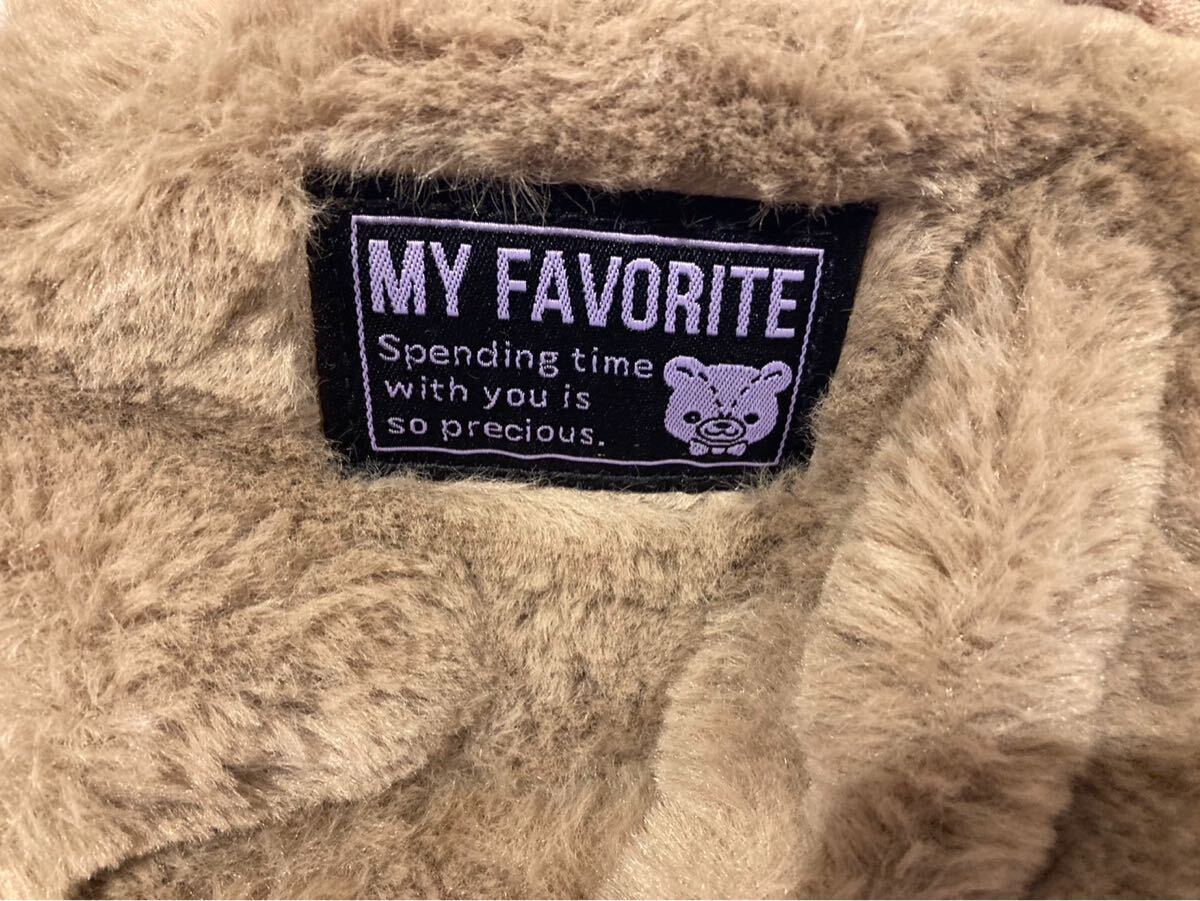 MY FAVORITE
Spending time
with you is
so precious.